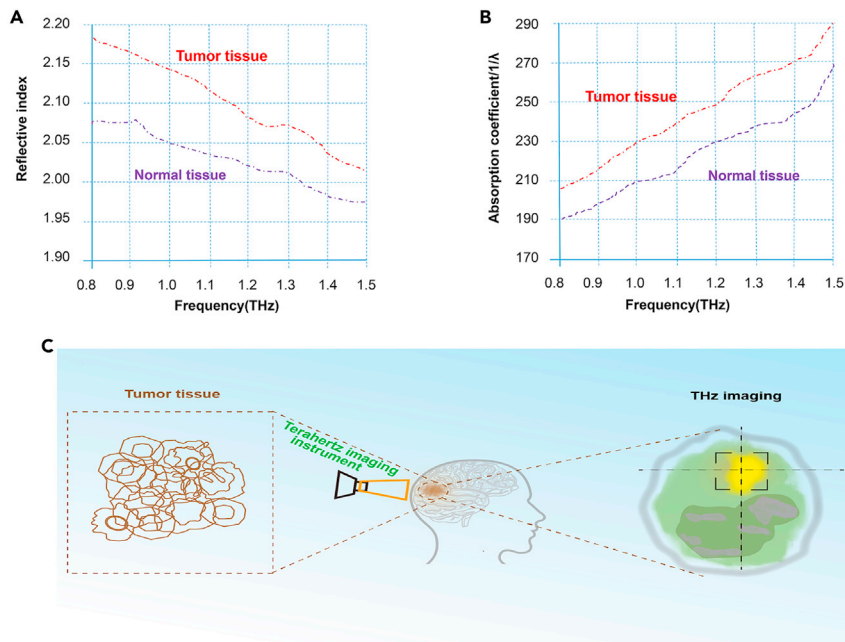 A
2.20
2.15
2.10
2.05
2.00
1.95
1.90
Reflective index
Tumor tissue
Normal tissue
0.8 0.9 1.0 1.1 1.2 1.3 1.4 1.5
Frequency(THz)
B
290
270
250
230
210
190
170
Absorption coefficient/1/λ
Tumor tissue
Normal tissue
0.8 0.9 1.0 1.1 1.2 1.3 1.4 1.5
Frequency(THz)
C
Tumor tissue
Terahertz imaging
instrument
THz imaging